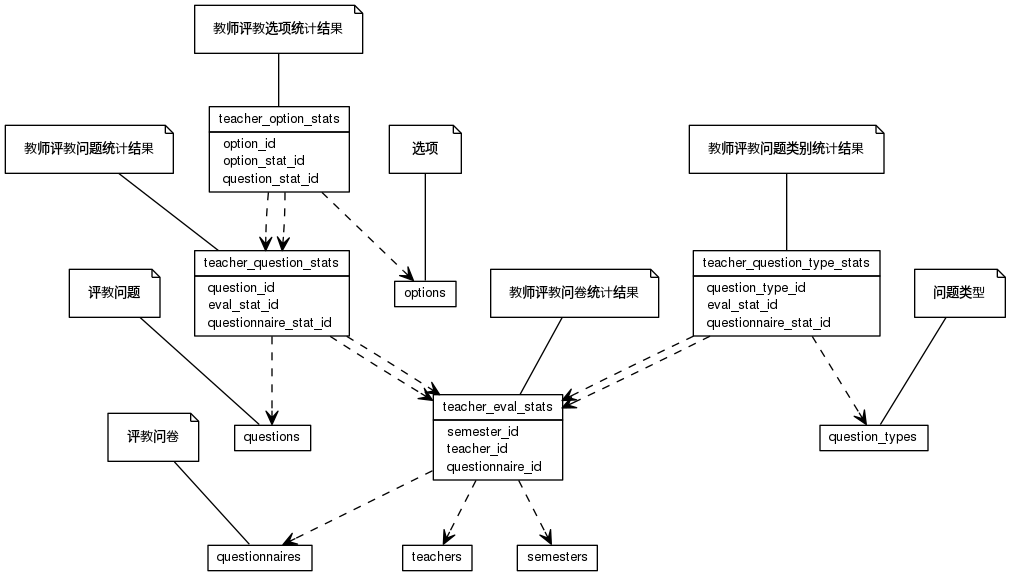 教师评教选项统计结果
teacher_option_stats
option_id
option_stat_id
question_stat_id
教师评教问题统计结果
选项
教师评教问题类别统计结果
teacher_question_stats
question_id
eval_stat_id
questionnaire_stat_id
teacher_question_type_stats
question_type_id
eval_stat_id
questionnaire_stat_id
评教问题
options
教师评教问卷统计结果
问题类型
teacher_eval_stats
semester_id
teacher_id
questionnaire_id
评教问卷
questions
question_types
questionnaires
teachers
semesters